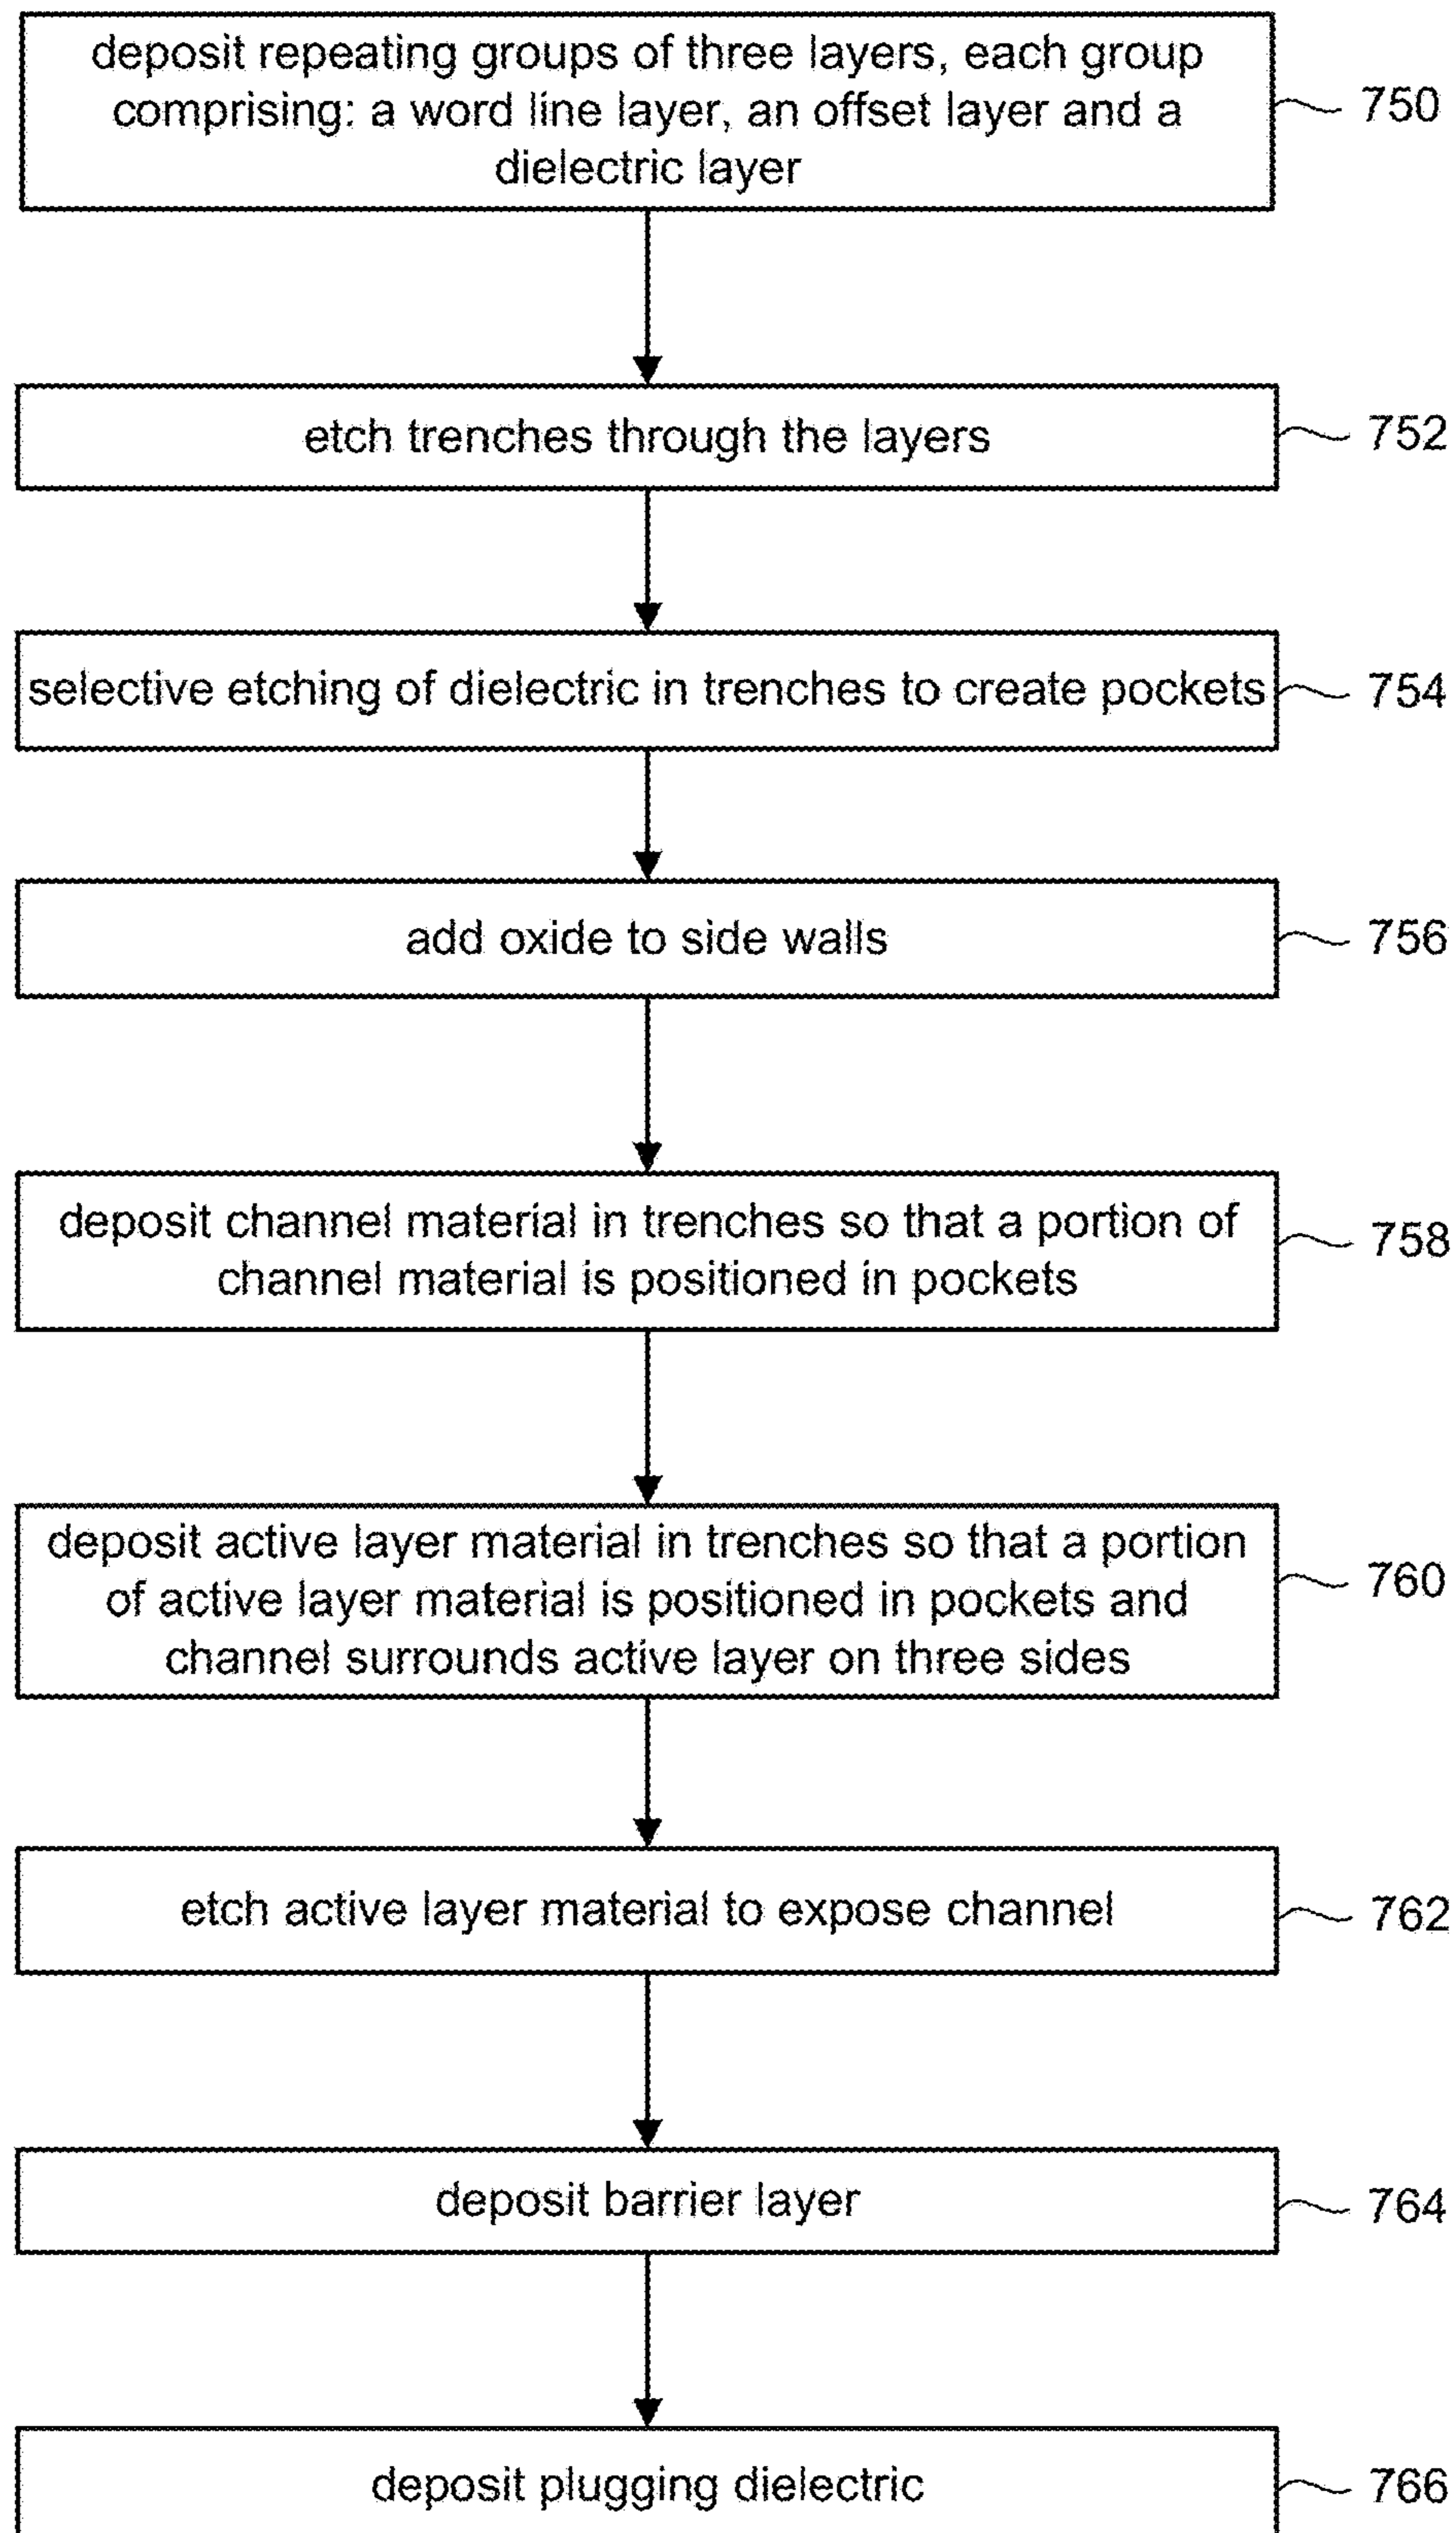 deposit repeating groups of three layers, each group
comprising: a word line layer, an offset layer and a
dielectric layer
750
etch trenches through the layers
752
selective etching of dielectric in trenches to create pockets
754
add oxide to side walls
756
deposit channel material in trenches so that a portion of
channel material is positioned in pockets
758
deposit active layer material in trenches so that a portion
of active layer material is positioned in pockets and
channel surrounds active layer on three sides
760
etch active layer material to expose channel
762
deposit barrier layer
764
deposit plugging dielectric
766